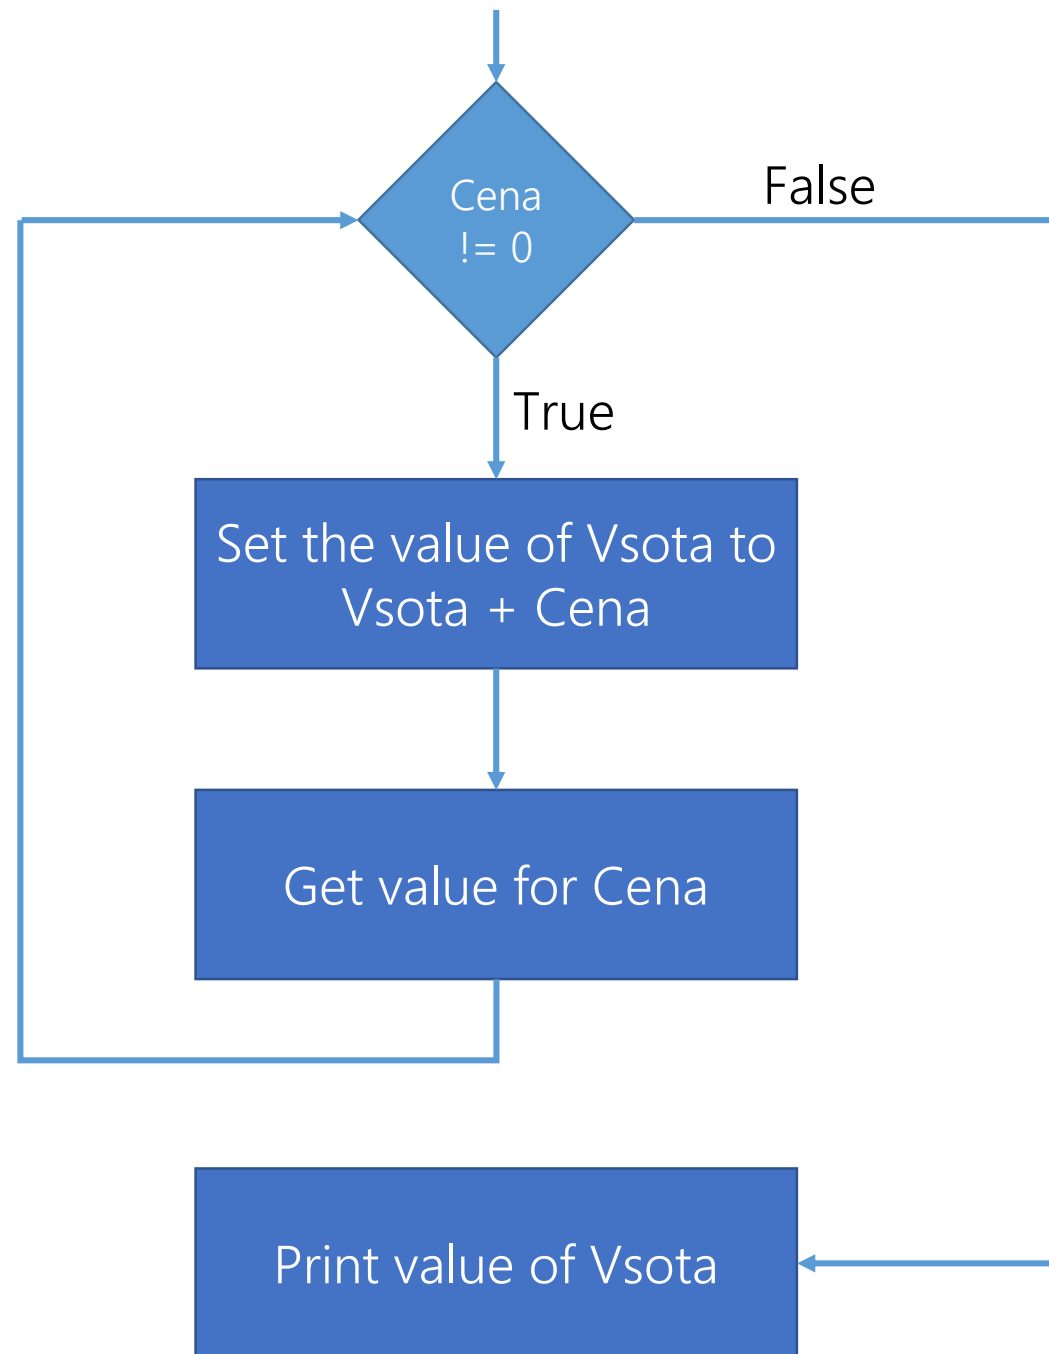 Cena
!= 0
False
True
Set the value of Vsota to
Vsota + Cena
Get value for Cena
Print value of Vsota